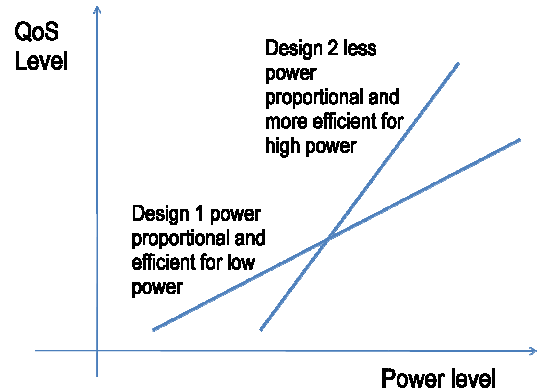 QoS
Level
Design 2 less
power
proportional and
more efficient for
high power
Design 1 power
proportional and
efficient for low
power
Power level